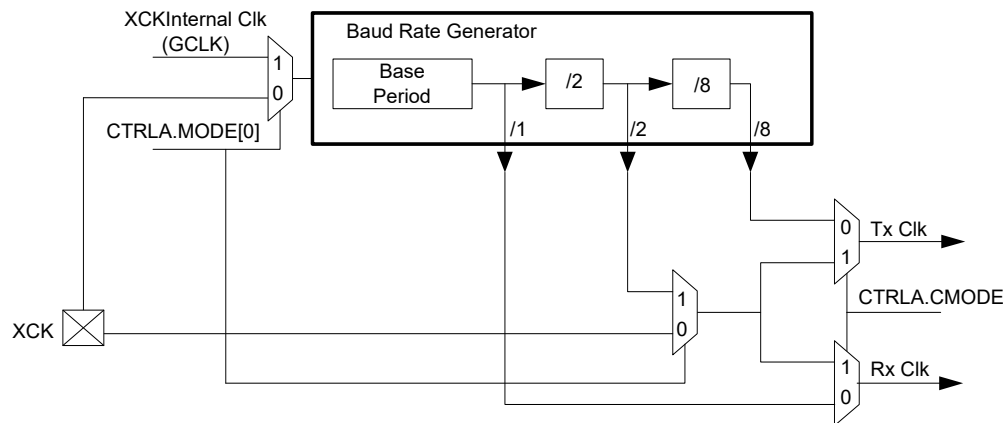 XCKInternal Clk
(GCLK)
Baud Rate Generator
1
0
Base
Period
/2
/8
CTRLA.MODE[0]
/1
/2
/8
0
1
Tx Clk
1
0
CTRLA.CMODE
XCK
1
0
Rx Clk